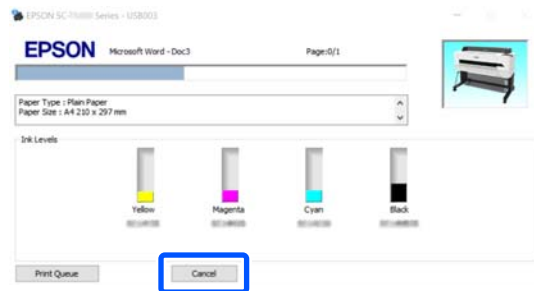 EPSON SC- Series - USB003
EPSON Microsoft Word - Doc3 Page:0/1
Paper Type : Plain Paper
Paper Size : A4 210 x 297 mm
Ink Levels
Yellow Magenta Cyan Black
Print Queue Cancel